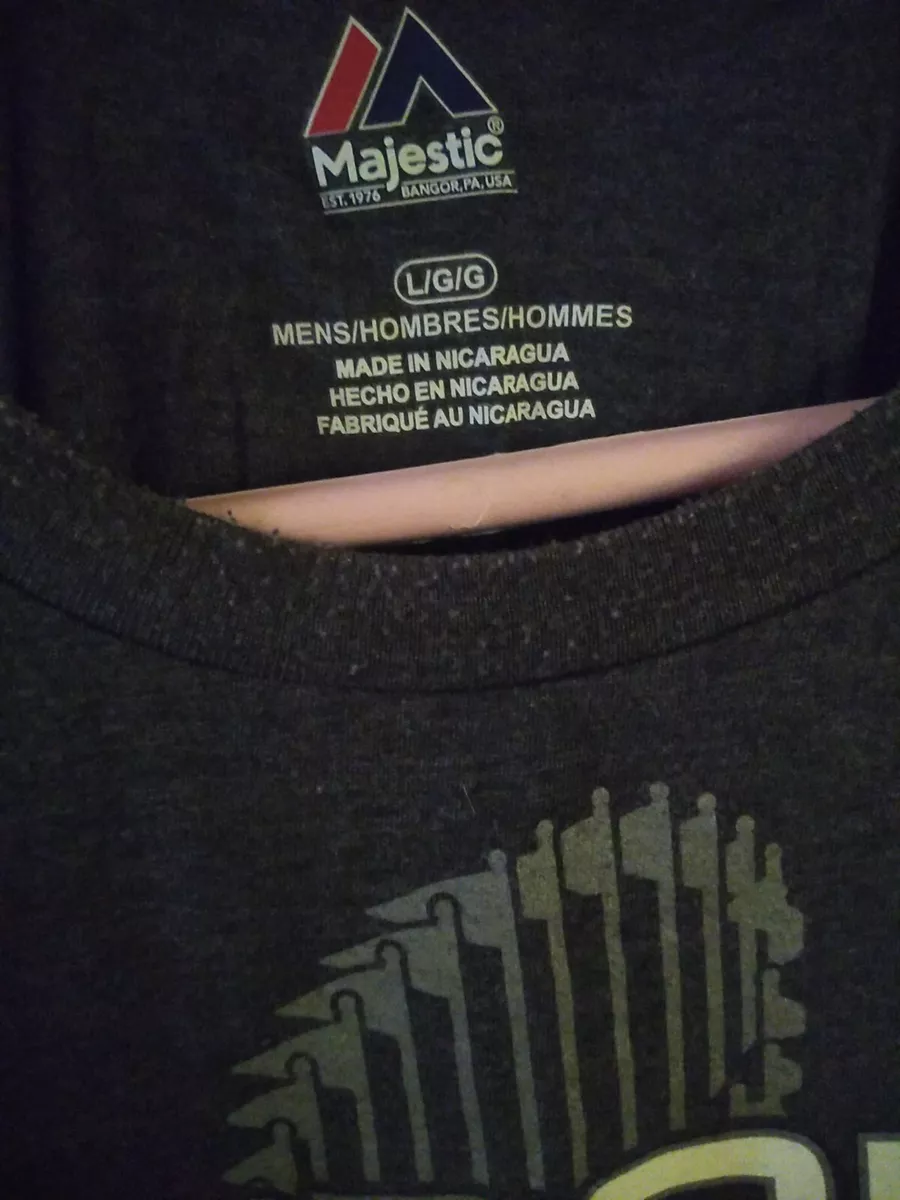 Majestic®
EST. 1976 BANGOR, PA, USA
L/G/G
MENS/HOMBRES/HOMMES
MADE IN NICARAGUA
HECHO EN NICARAGUA
FABRIQUÉ AU NICARAGUA